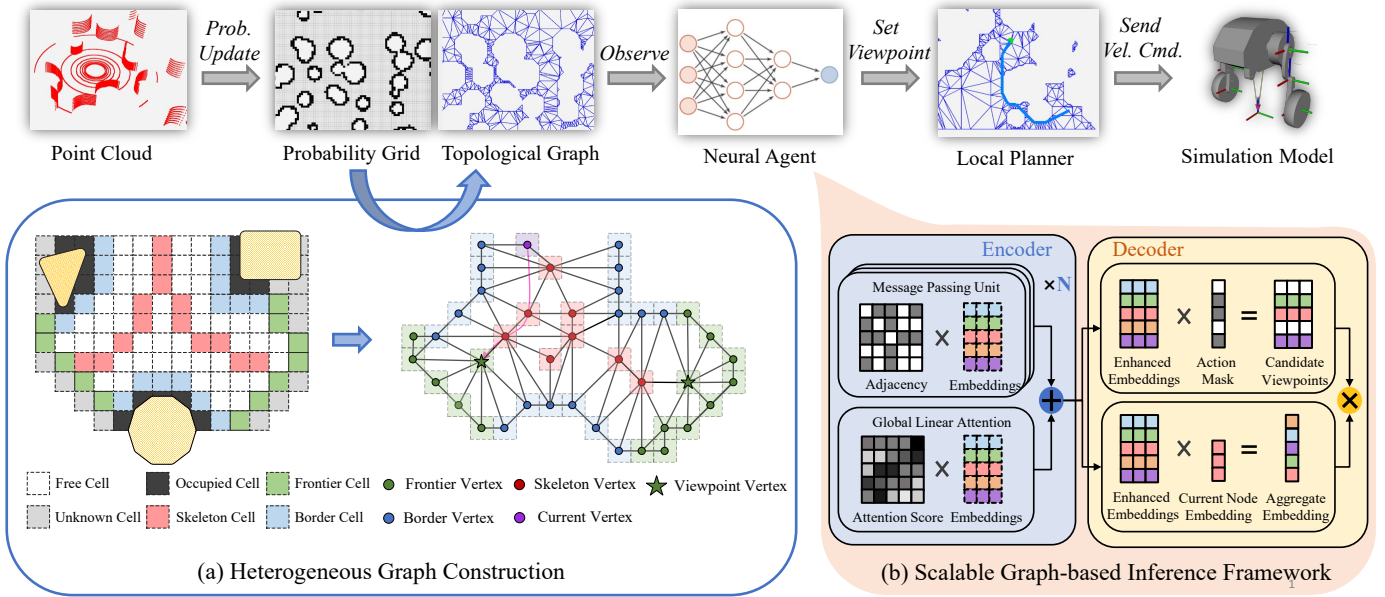 Prob.
Update
Observe
Set
Viewpoint
Send
Vel. Cmd.
Point Cloud
Probability Grid
Topological Graph
Neural Agent
Local Planner
Simulation Model
Free Cell
Occupied Cell
Frontier Cell
Frontier Vertex
Skeleton Vertex
Viewpoint Vertex
Unknown Cell
Skeleton Cell
Border Cell
Border Vertex
Current Vertex
(a) Heterogeneous Graph Construction
Encoder
×N
Message Passing Unit
×
Adjacency
Embeddings
+
Global Linear Attention
×
Attention Score
Embeddings
Decoder
×
=
Enhanced
Embeddings
Action
Mask
Candidate
Viewpoints
×
×
=
Enhanced
Embeddings
Current Node
Embedding
Aggregate
Embedding
(b) Scalable Graph-based Inference Framework
1